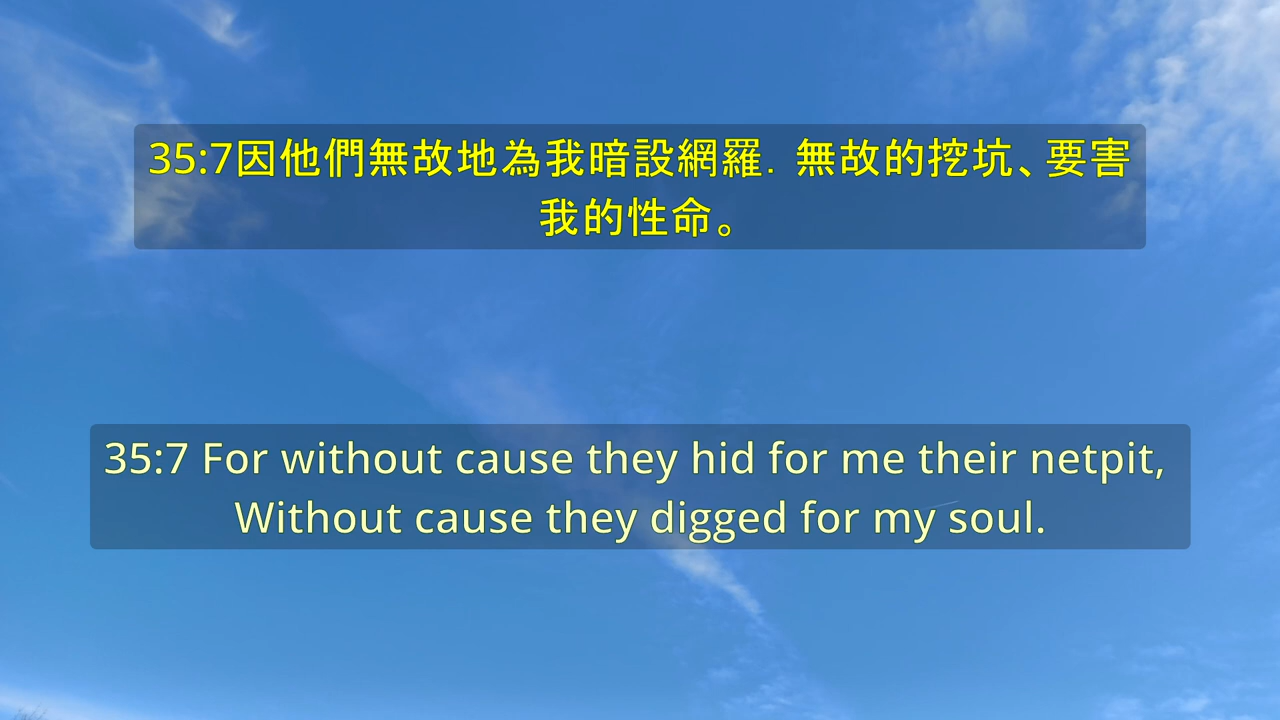 35:7因他們無故地為我暗設網羅．無故的挖坑、要害
我的性命。
35:7 For without cause they hid for me their netpit,
Without cause they digged for my soul.